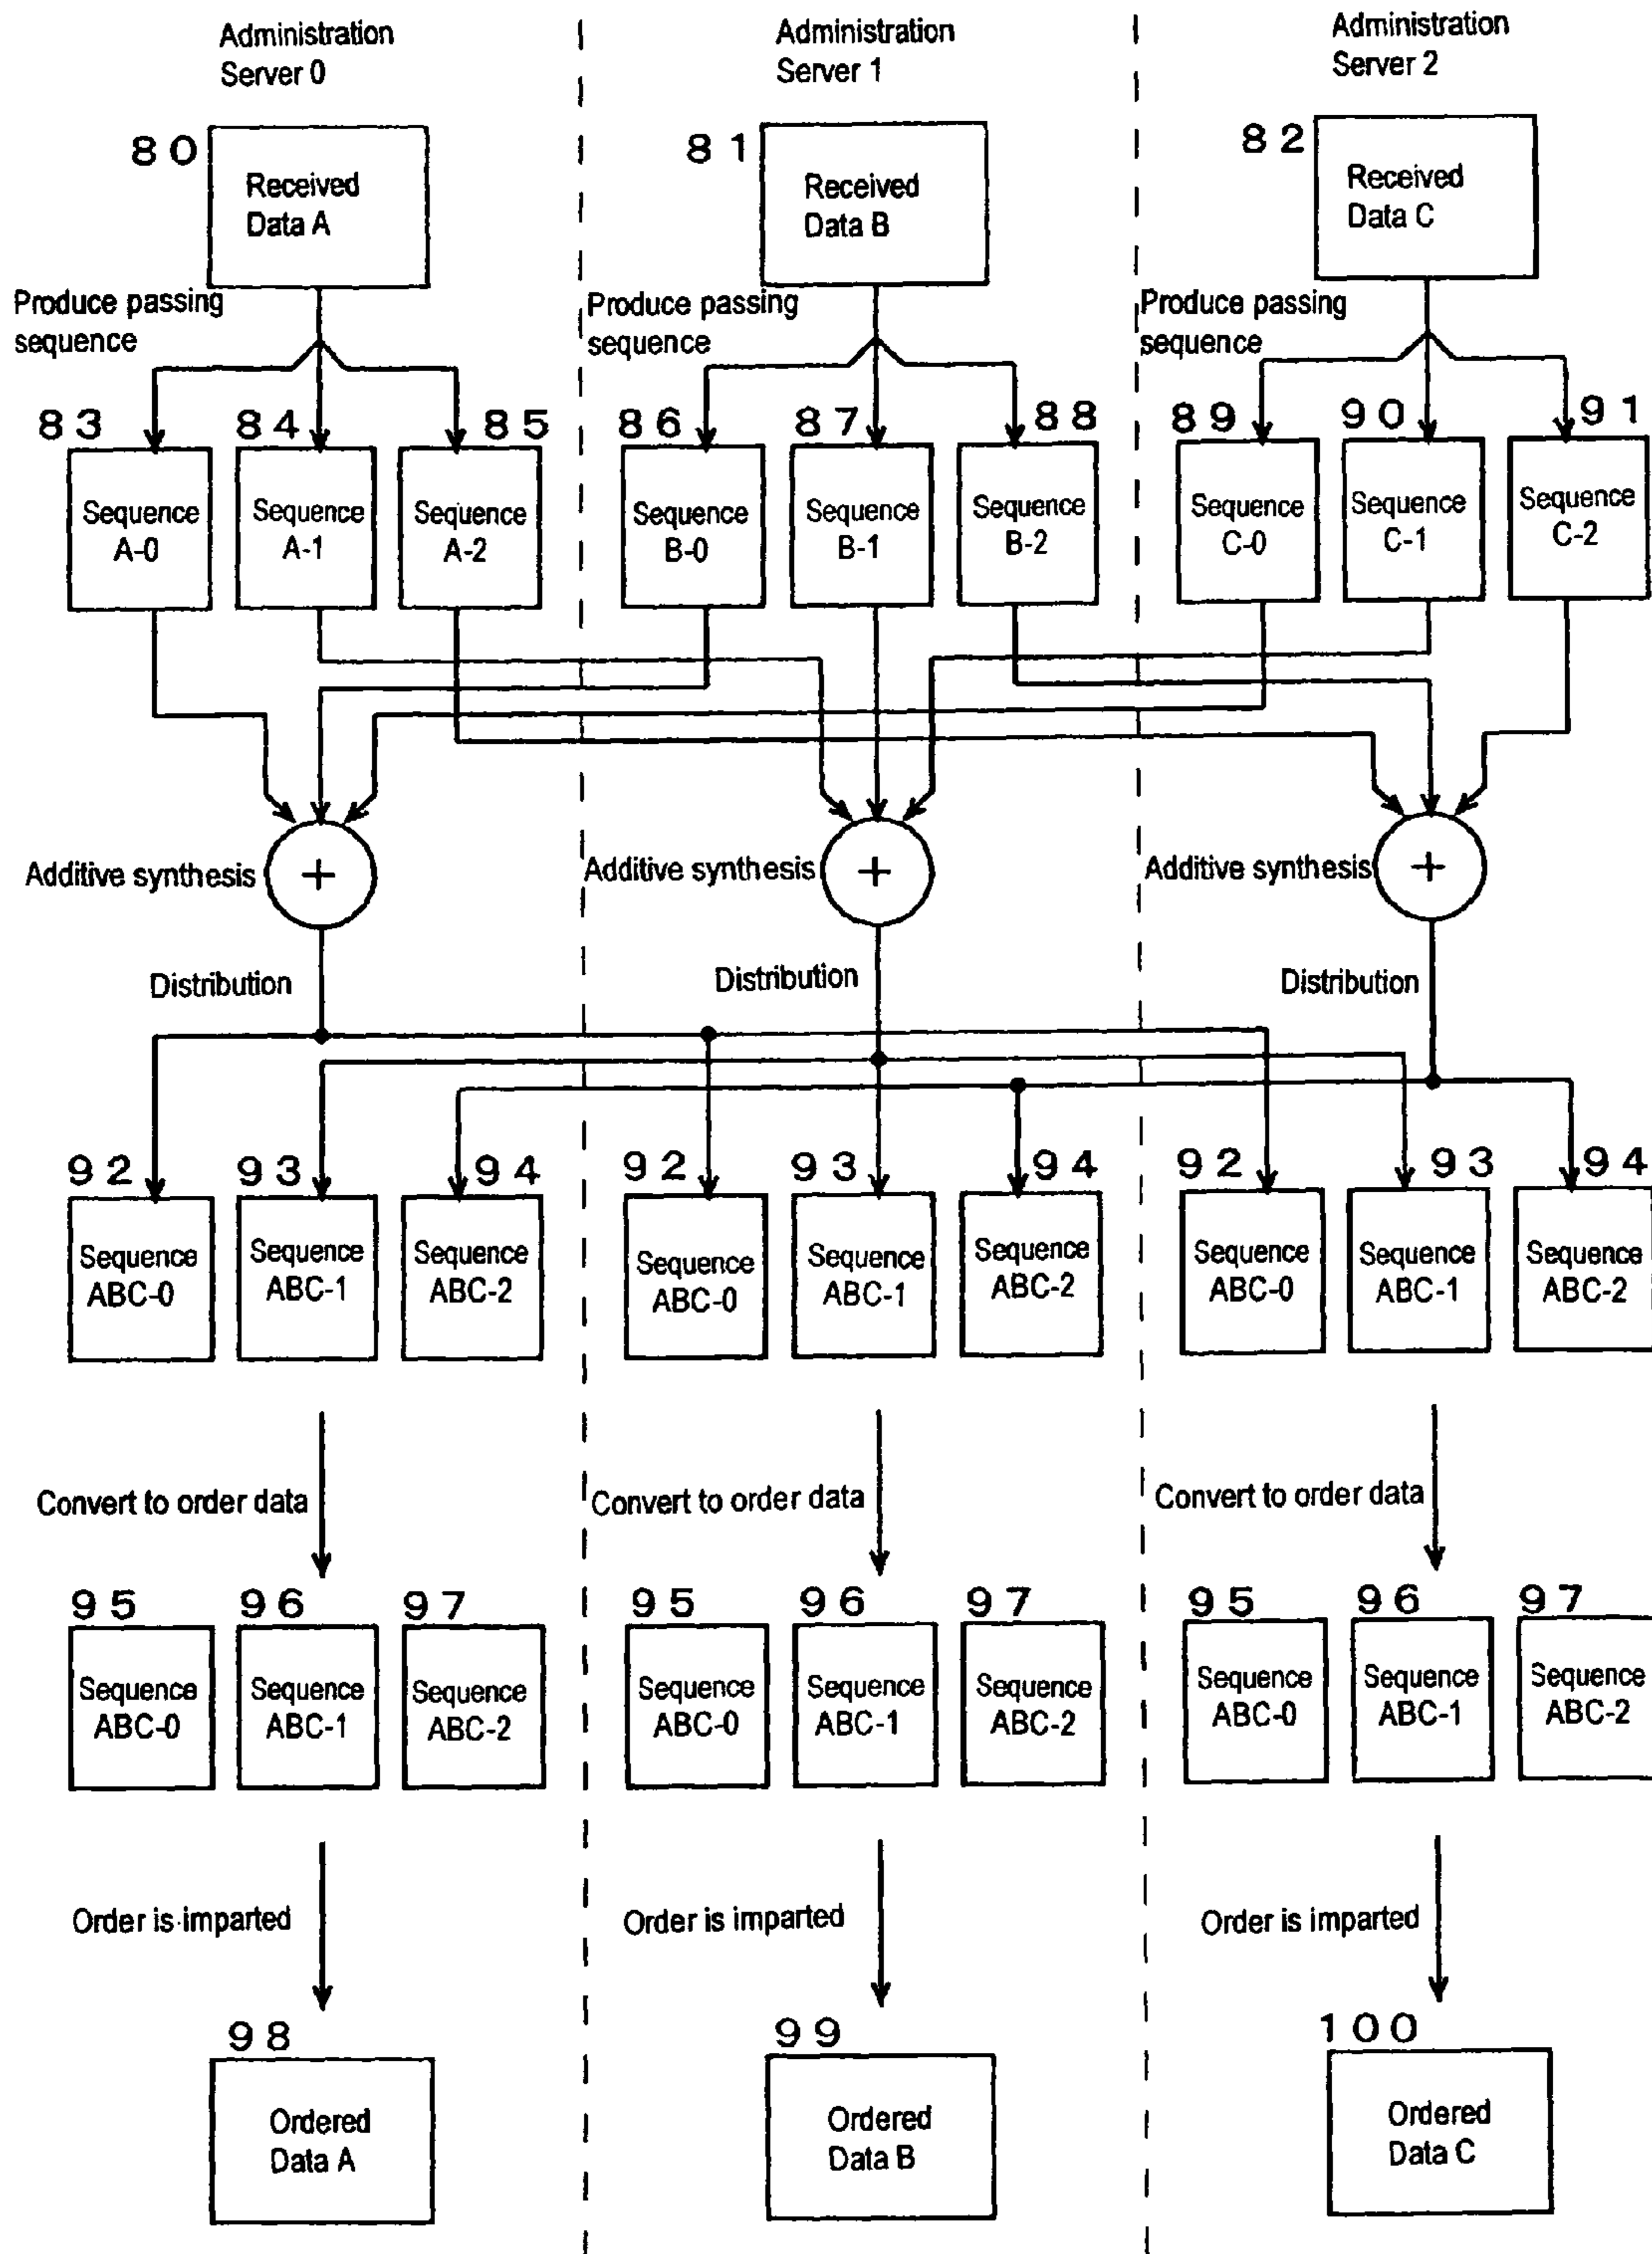 Administration
Server 0
Administration
Server 1
Administration
Server 2
80
Received
Data A
81
Received
Data B
82
Received
Data C
Produce passing
sequence
Produce passing
sequence
Produce passing
sequence
83
84
85
86
87
88
89
90
91
Sequence
A-0
Sequence
A-1
Sequence
A-2
Sequence
B-0
Sequence
B-1
Sequence
B-2
Sequence
C-0
Sequence
C-1
Sequence
C-2
Additive synthesis
+
Additive synthesis
+
Additive synthesis
+
Distribution
Distribution
Distribution
92
93
94
92
93
94
92
93
94
Sequence
ABC-0
Sequence
ABC-1
Sequence
ABC-2
Sequence
ABC-0
Sequence
ABC-1
Sequence
ABC-2
Sequence
ABC-0
Sequence
ABC-1
Sequence
ABC-2
Convert to order data
Convert to order data
Convert to order data
95
96
97
95
96
97
95
96
97
Sequence
ABC-0
Sequence
ABC-1
Sequence
ABC-2
Sequence
ABC-0
Sequence
ABC-1
Sequence
ABC-2
Sequence
ABC-0
Sequence
ABC-1
Sequence
ABC-2
Order is imparted
Order is imparted
Order is imparted
98
Ordered
Data A
99
Ordered
Data B
100
Ordered
Data C